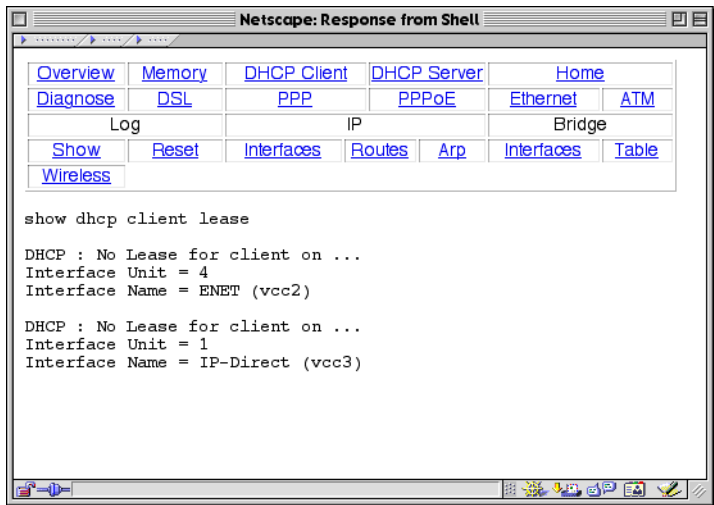 Netscape: Response from Shell
Overview Memory DHCP Client DHCP Server Home
Diagnose DSL PPP PPPoE Ethernet ATM
Log IP Bridge
Show Reset Interfaces Routes Arp Interfaces Table
Wireless
show dhcp client lease
DHCP : No Lease for client on ...
Interface Unit = 4
Interface Name = ENET (vcc2)
DHCP : No Lease for client on ...
Interface Unit = 1
Interface Name = IP-Direct (vcc3)